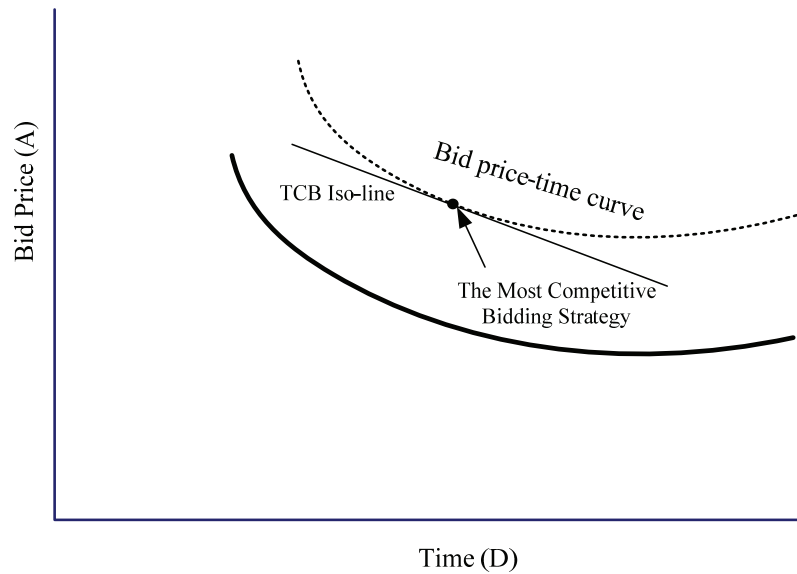 Bid Price (A)
Bid price-time curve
TCB Iso-line
The Most Competitive
Bidding Strategy
Time (D)